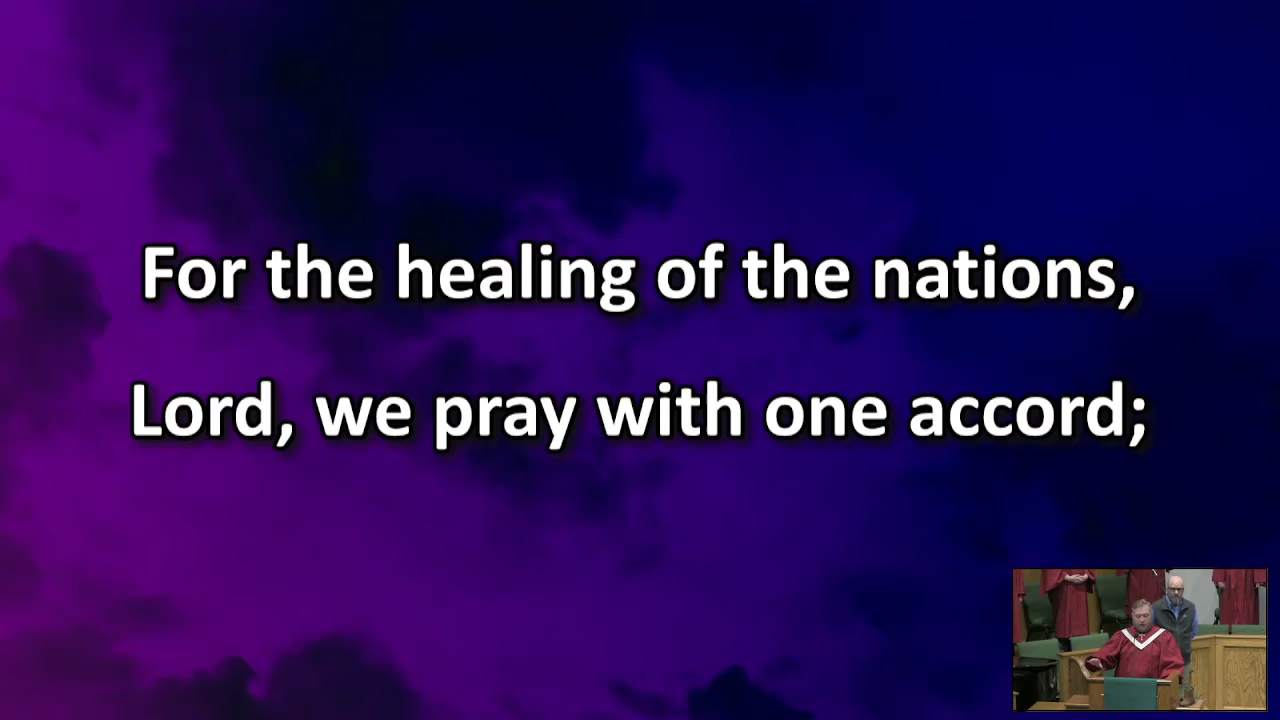 For the healing of the nations,
Lord, we pray with one accord;